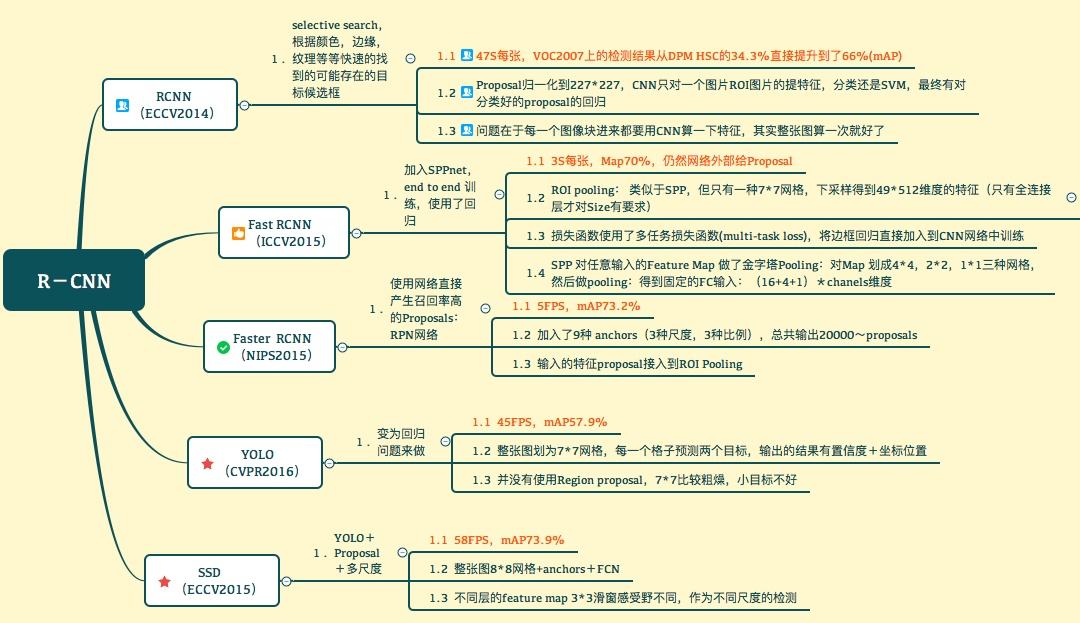 R－CNN
RCNN
（ECCV2014）
1．
selective search，
根据颜色，边缘，
纹理等等快速的找
到的可能存在的目
标候选框
1.1 47S每张，VOC2007上的检测结果从DPM HSC的34.3%直接提升到了66%(mAP)
1.2 Proposal归一化到227*227，CNN只对一个图片ROI图片的提特征，分类还是SVM，最终有对
分类好的proposal的回归
1.3 问题在于每一个图像块进来都要用CNN算一下特征，其实整张图算一次就好了
Fast RCNN
（ICCV2015）
1．
加入SPPnet，
end to end 训
练，使用了回
归
1.1 3S每张，Map70%，仍然网络外部给Proposal
1.2 ROI pooling： 类似于SPP，但只有一种7*7网格，下采样得到49*512维度的特征（只有全连接
层才对Size有要求）
1.3 损失函数使用了多任务损失函数(multi-task loss)，将边框回归直接加入到CNN网络中训练
1.4 SPP 对任意输入的Feature Map 做了金字塔Pooling：对Map 划成4*4，2*2，1*1三种网格，
然后做pooling：得到固定的FC输入：（16+4+1）＊chanels维度
Faster RCNN
（NIPS2015）
1．
使用网络直接
产生召回率高
的Proposals：
RPN网络
1.1 5FPS，mAP73.2%
1.2 加入了9种 anchors（3种尺度，3种比例），总共输出20000～proposals
1.3 输入的特征proposal接入到ROI Pooling
YOLO
（CVPR2016）
1．
变为回归
问题来做
1.1 45FPS，mAP57.9%
1.2 整张图划为7*7网格，每一个格子预测两个目标，输出的结果有置信度＋坐标位置
1.3 并没有使用Region proposal，7*7比较粗燥，小目标不好
SSD
（ECCV2015）
1．
YOLO＋
Proposal
＋多尺度
1.1 58FPS，mAP73.9%
1.2 整张图8*8网格+anchors＋FCN
1.3 不同层的feature map 3*3滑窗感受野不同，作为不同尺度的检测